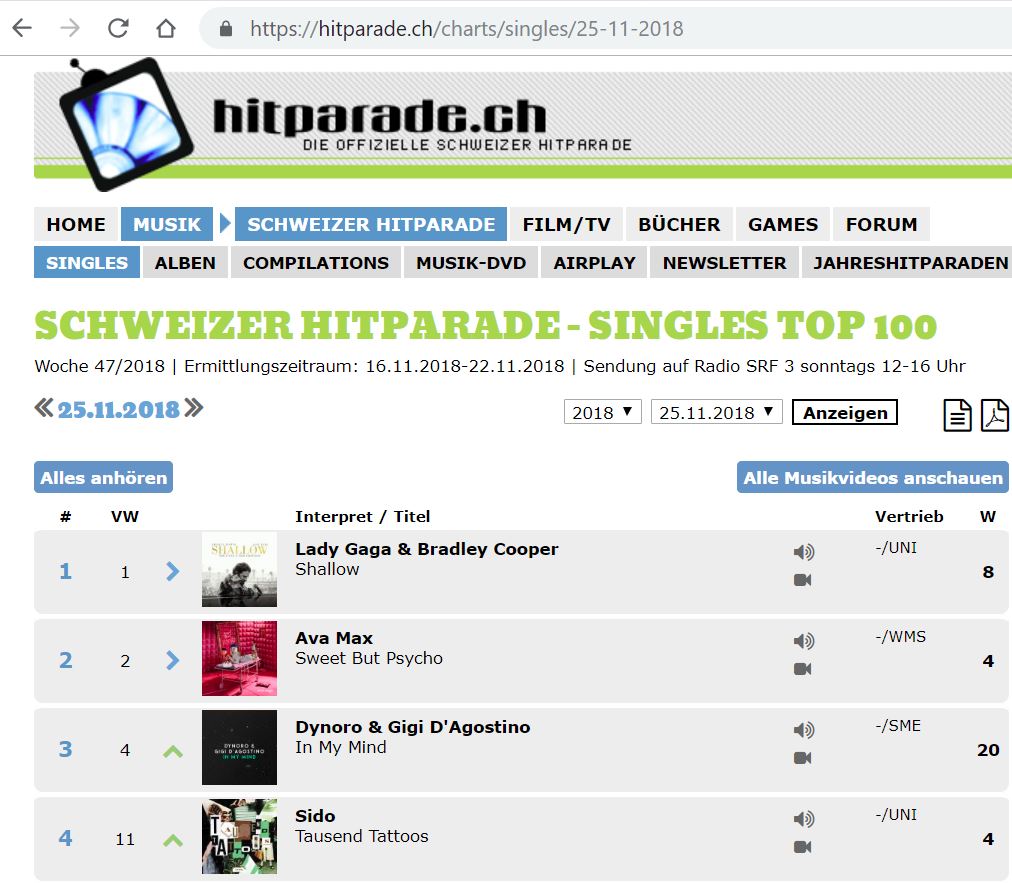 https://hitparade.ch/charts/singles/25-11-2018
hitparade.ch
DIE OFFIZIELLE SCHWEIZER HITPARADE
HOME MUSIK SCHWEIZER HITPARADE FILM/TV BÜCHER GAMES FORUM
SINGLES ALBEN COMPILATIONS MUSIK-DVD AIRPLAY NEWSLETTER JAHRESHITPARADEN
SCHWEIZER HITPARADE - SINGLES TOP 100
Woche 47/2018 | Ermittlungszeitraum: 16.11.2018-22.11.2018 | Sendung auf Radio SRF 3 sonntags 12-16 Uhr
25.11.2018 2018 25.11.2018 Anzeigen
Alles anhören Alle Musikvideos anschauen
# VW Interpret / Titel Vertrieb W
1 1 SHALLOW Lady Gaga & Bradley Cooper -/UNI 8
Shallow
2 2 Ava Max -/WMS 4
Sweet But Psycho
3 4 Dynoro & Gigi D'Agostino -/SME 20
In My Mind
DYNORO &
GIGI D'AGOSTINO
IN MY MIND
4 11 Sido -/UNI 4
Tausend Tattoos